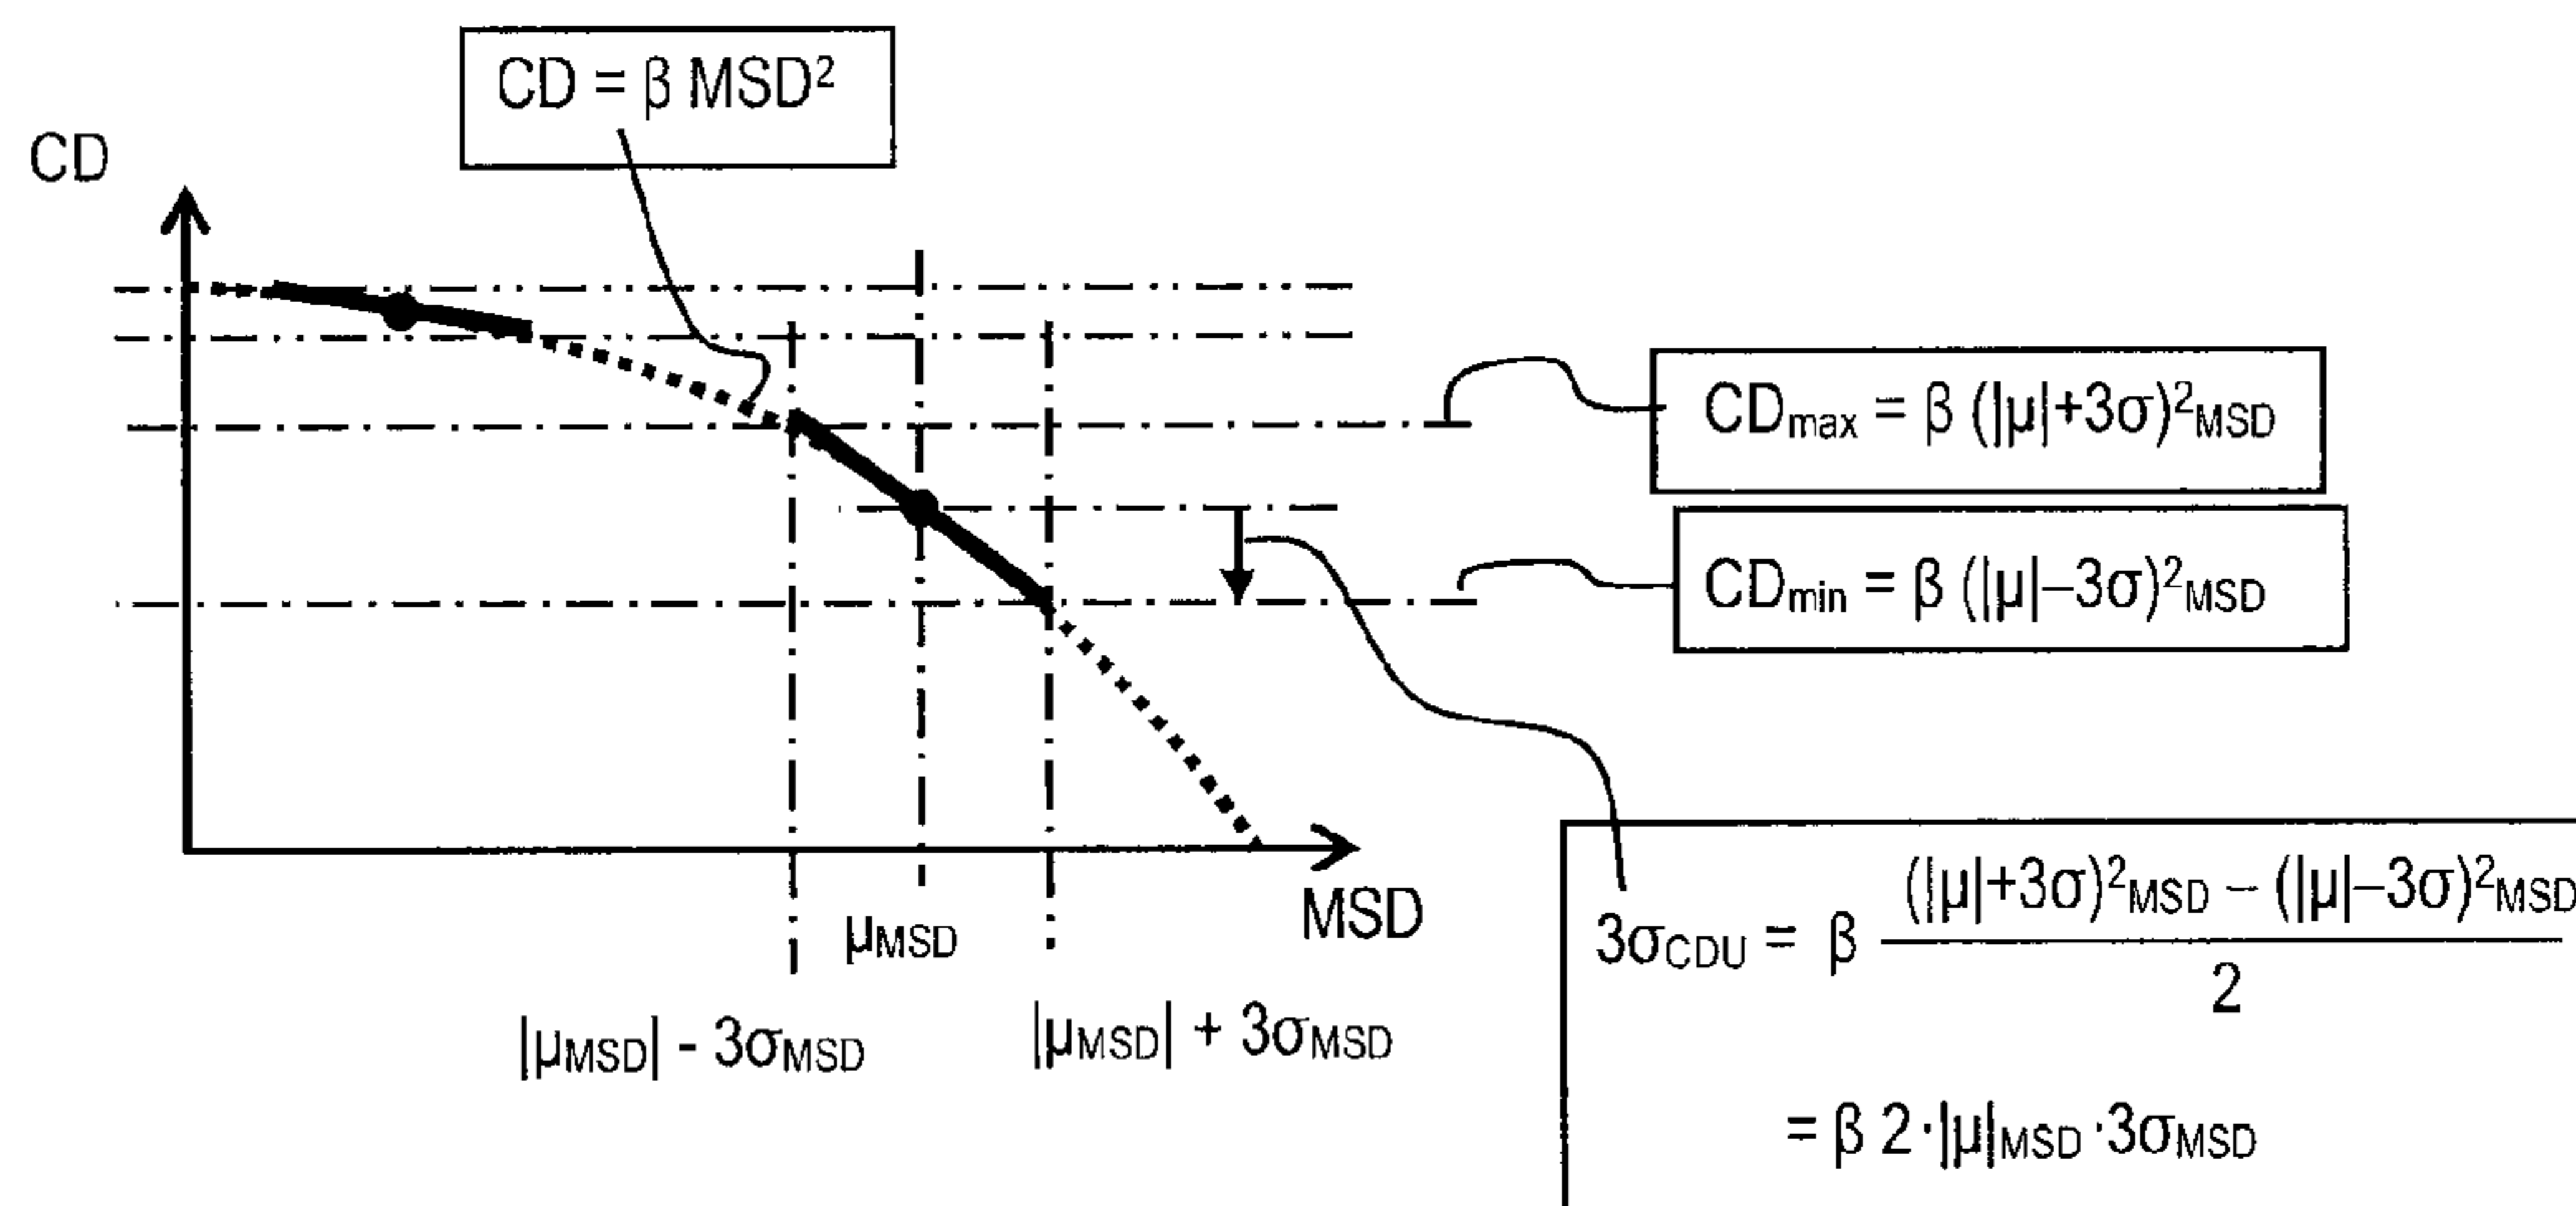 CD = β MSD²
CD
CDmax = β (|μ|+3σ)²MSD
CDmin = β (|μ|–3σ)²MSD
MSD
μMSD
|μMSD| - 3σMSD
|μMSD| + 3σMSD
3σCDU = β (|μ|+3σ)²MSD – (|μ|–3σ)²MSD
2
= β 2·|μ|MSD ·3σMSD